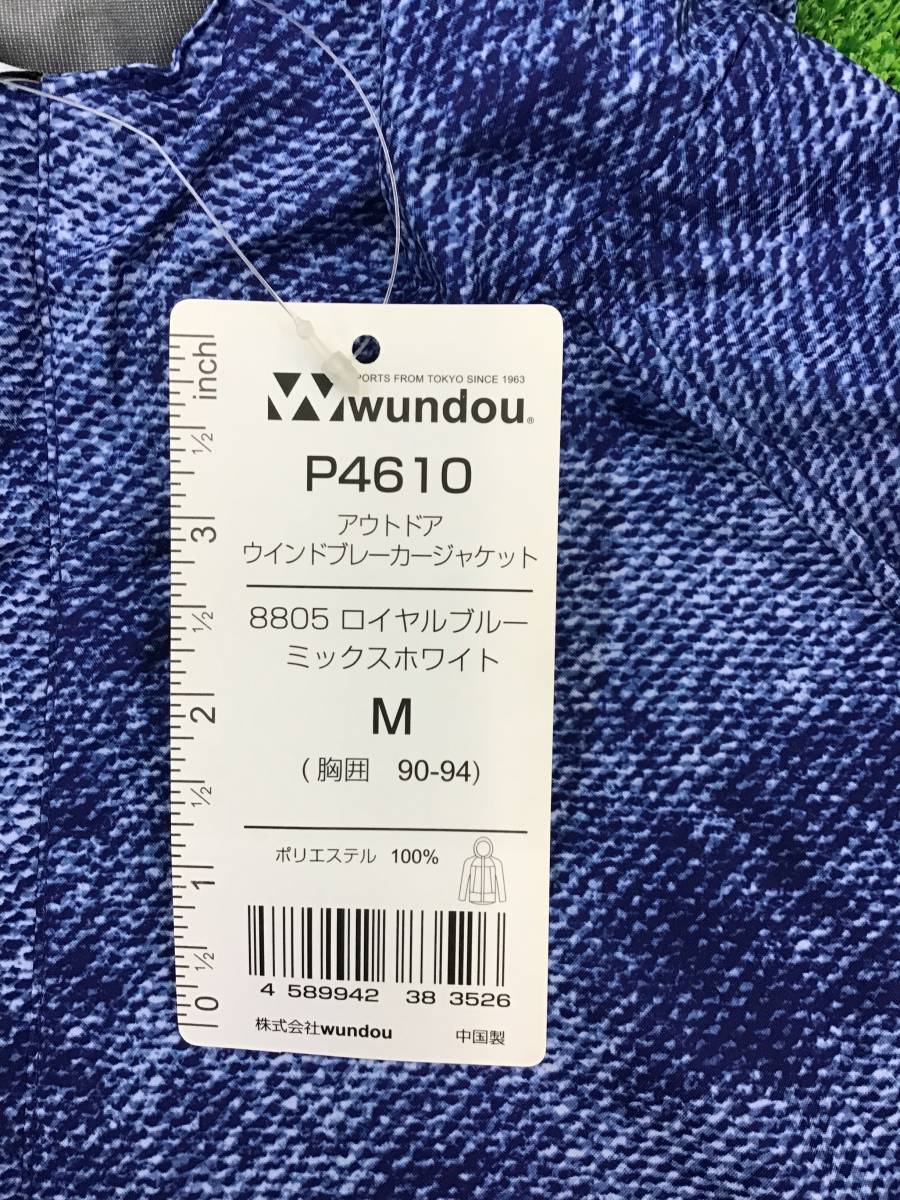 PORTS FROM TOKYO SINCE 1963
wundou®
P4610
アウトドア
ウインドブレーカージャケット
8805 ロイヤルブルー
ミックスホワイト
M
(胸囲 90-94)
ポリエステル 100%
4 589942 383526
株式会社wundou 中国製
inch
1/2
3
1/2
2
1/2
1
1/2
0